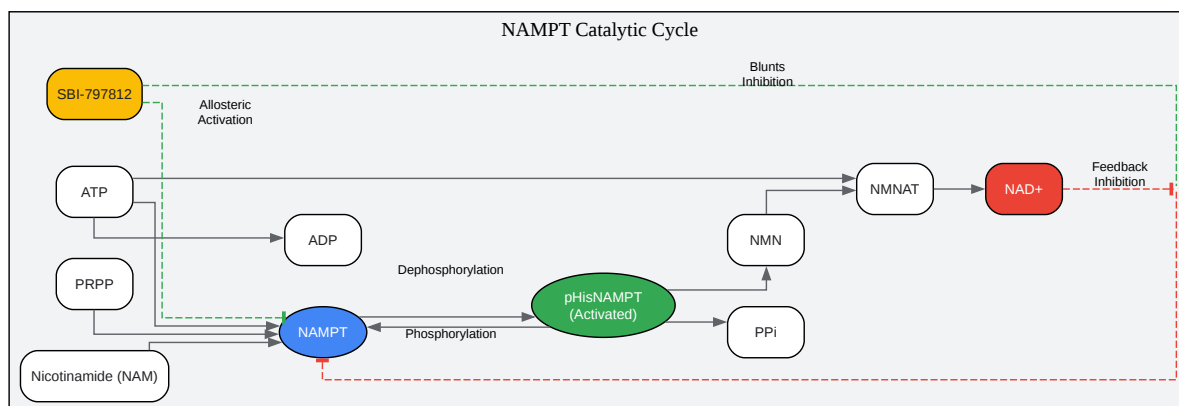 NAMPT Catalytic Cycle
SBI-797812
Blunts
Inhibition
Allosteric
Activation
ATP
NMNAT
NAD+
Feedback
Inhibition
ADP
NMN
PRPP
Dephosphorylation
pHisNAMPT
(Activated)
NAMPT
Phosphorylation
PPi
Nicotinamide (NAM)